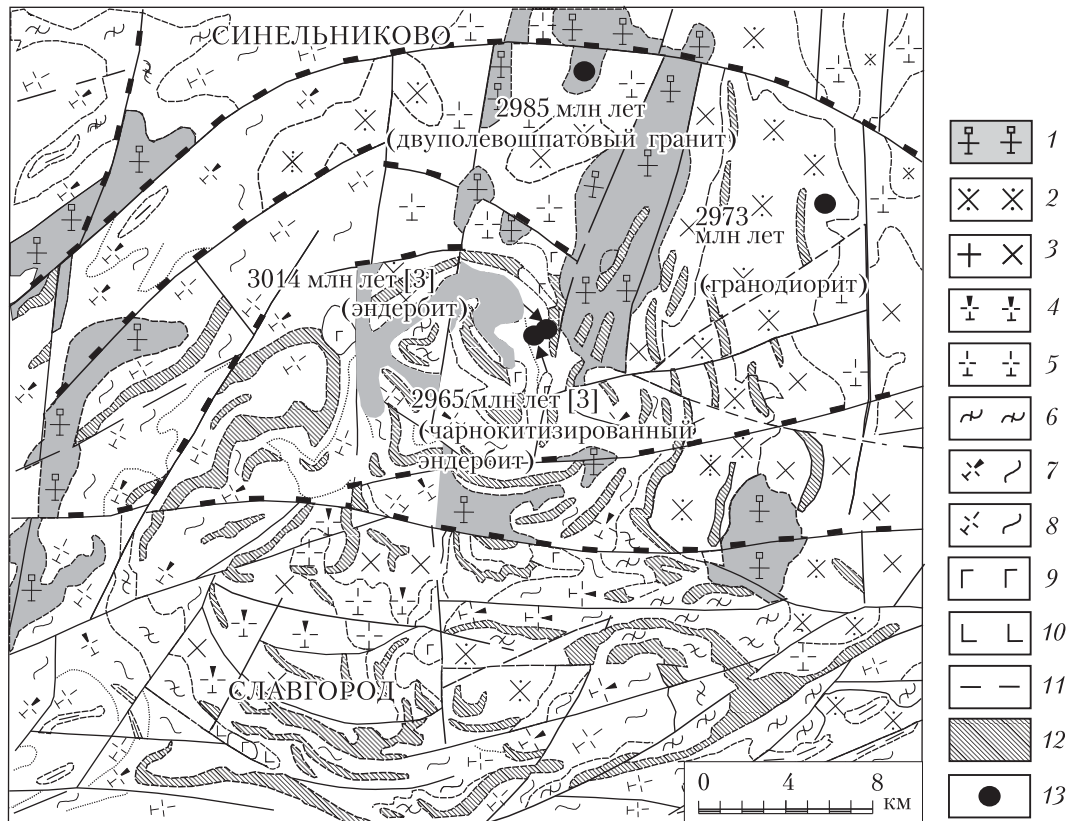 СИНЕЛЬНИКОВО
2985 млн лет
(двуполевошпатовый гранит)
2973
млн лет
(гранодиорит)
3014 млн лет [3]
(эндербит)
2965 млн лет [3]
(чарнокитизированный
эндербит)
СЛАВГОРОД
0 4 8
км
1
2
3
4
5
6
7
8
9
10
11
12
13